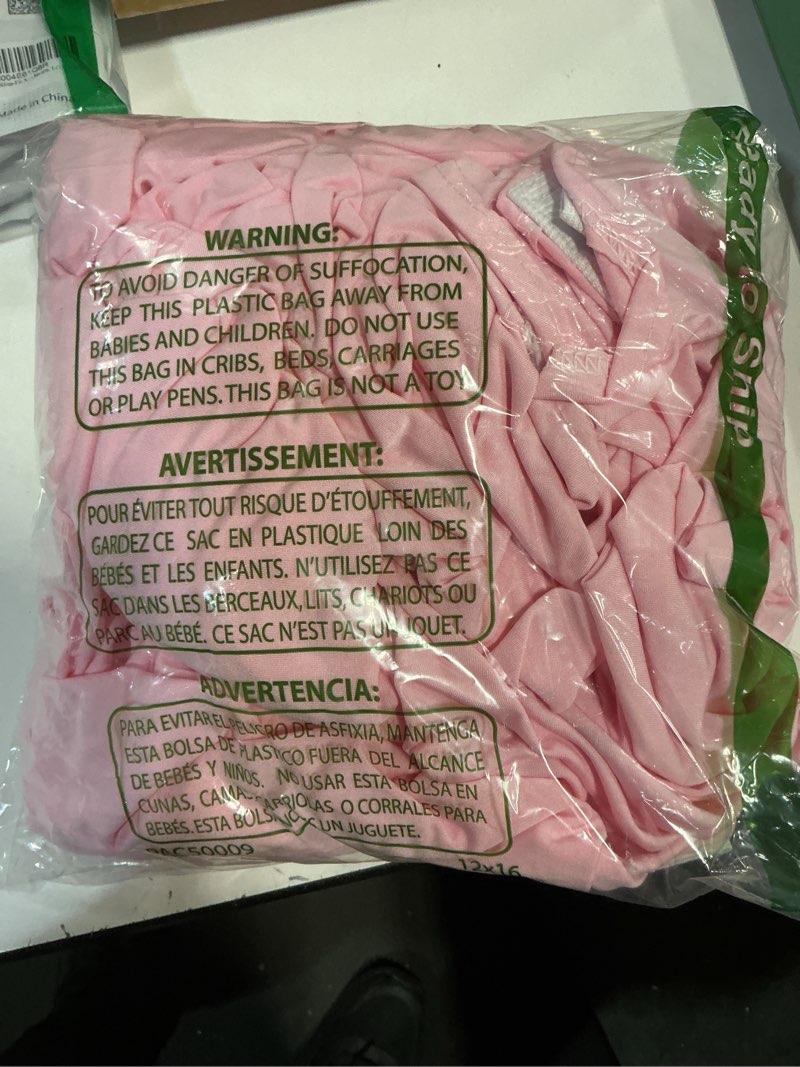 Made in China
Ready To Ship
WARNING:
TO AVOID DANGER OF SUFFOCATION,
KEEP THIS PLASTIC BAG AWAY FROM
BABIES AND CHILDREN. DO NOT USE
THIS BAG IN CRIBS, BEDS, CARRIAGES
OR PLAY PENS. THIS BAG IS NOT A TOY.
AVERTISSEMENT:
POUR ÉVITER TOUT RISQUE D'ÉTOUFFEMENT,
GARDEZ CE SAC EN PLASTIQUE LOIN DES
BÉBÉS ET LES ENFANTS. N'UTILISEZ PAS CE
SAC DANS LES BERCEAUX, LITS, CHARIOTS OU
PARC AU BÉBÉ. CE SAC N'EST PAS UN JOUET.
ADVERTENCIA:
PARA EVITAR EL PELIGRO DE ASFIXIA, MANTENGA
ESTA BOLSA DE PLASTICO FUERA DEL ALCANCE
DE BEBÉS Y NIÑOS. NO USAR ESTA BOLSA EN
CUNAS, CAMAS, CARRIOLAS O CORRALES PARA
BEBÉS. ESTA BOLSA NO UN JUGUETE.
50009
12x16